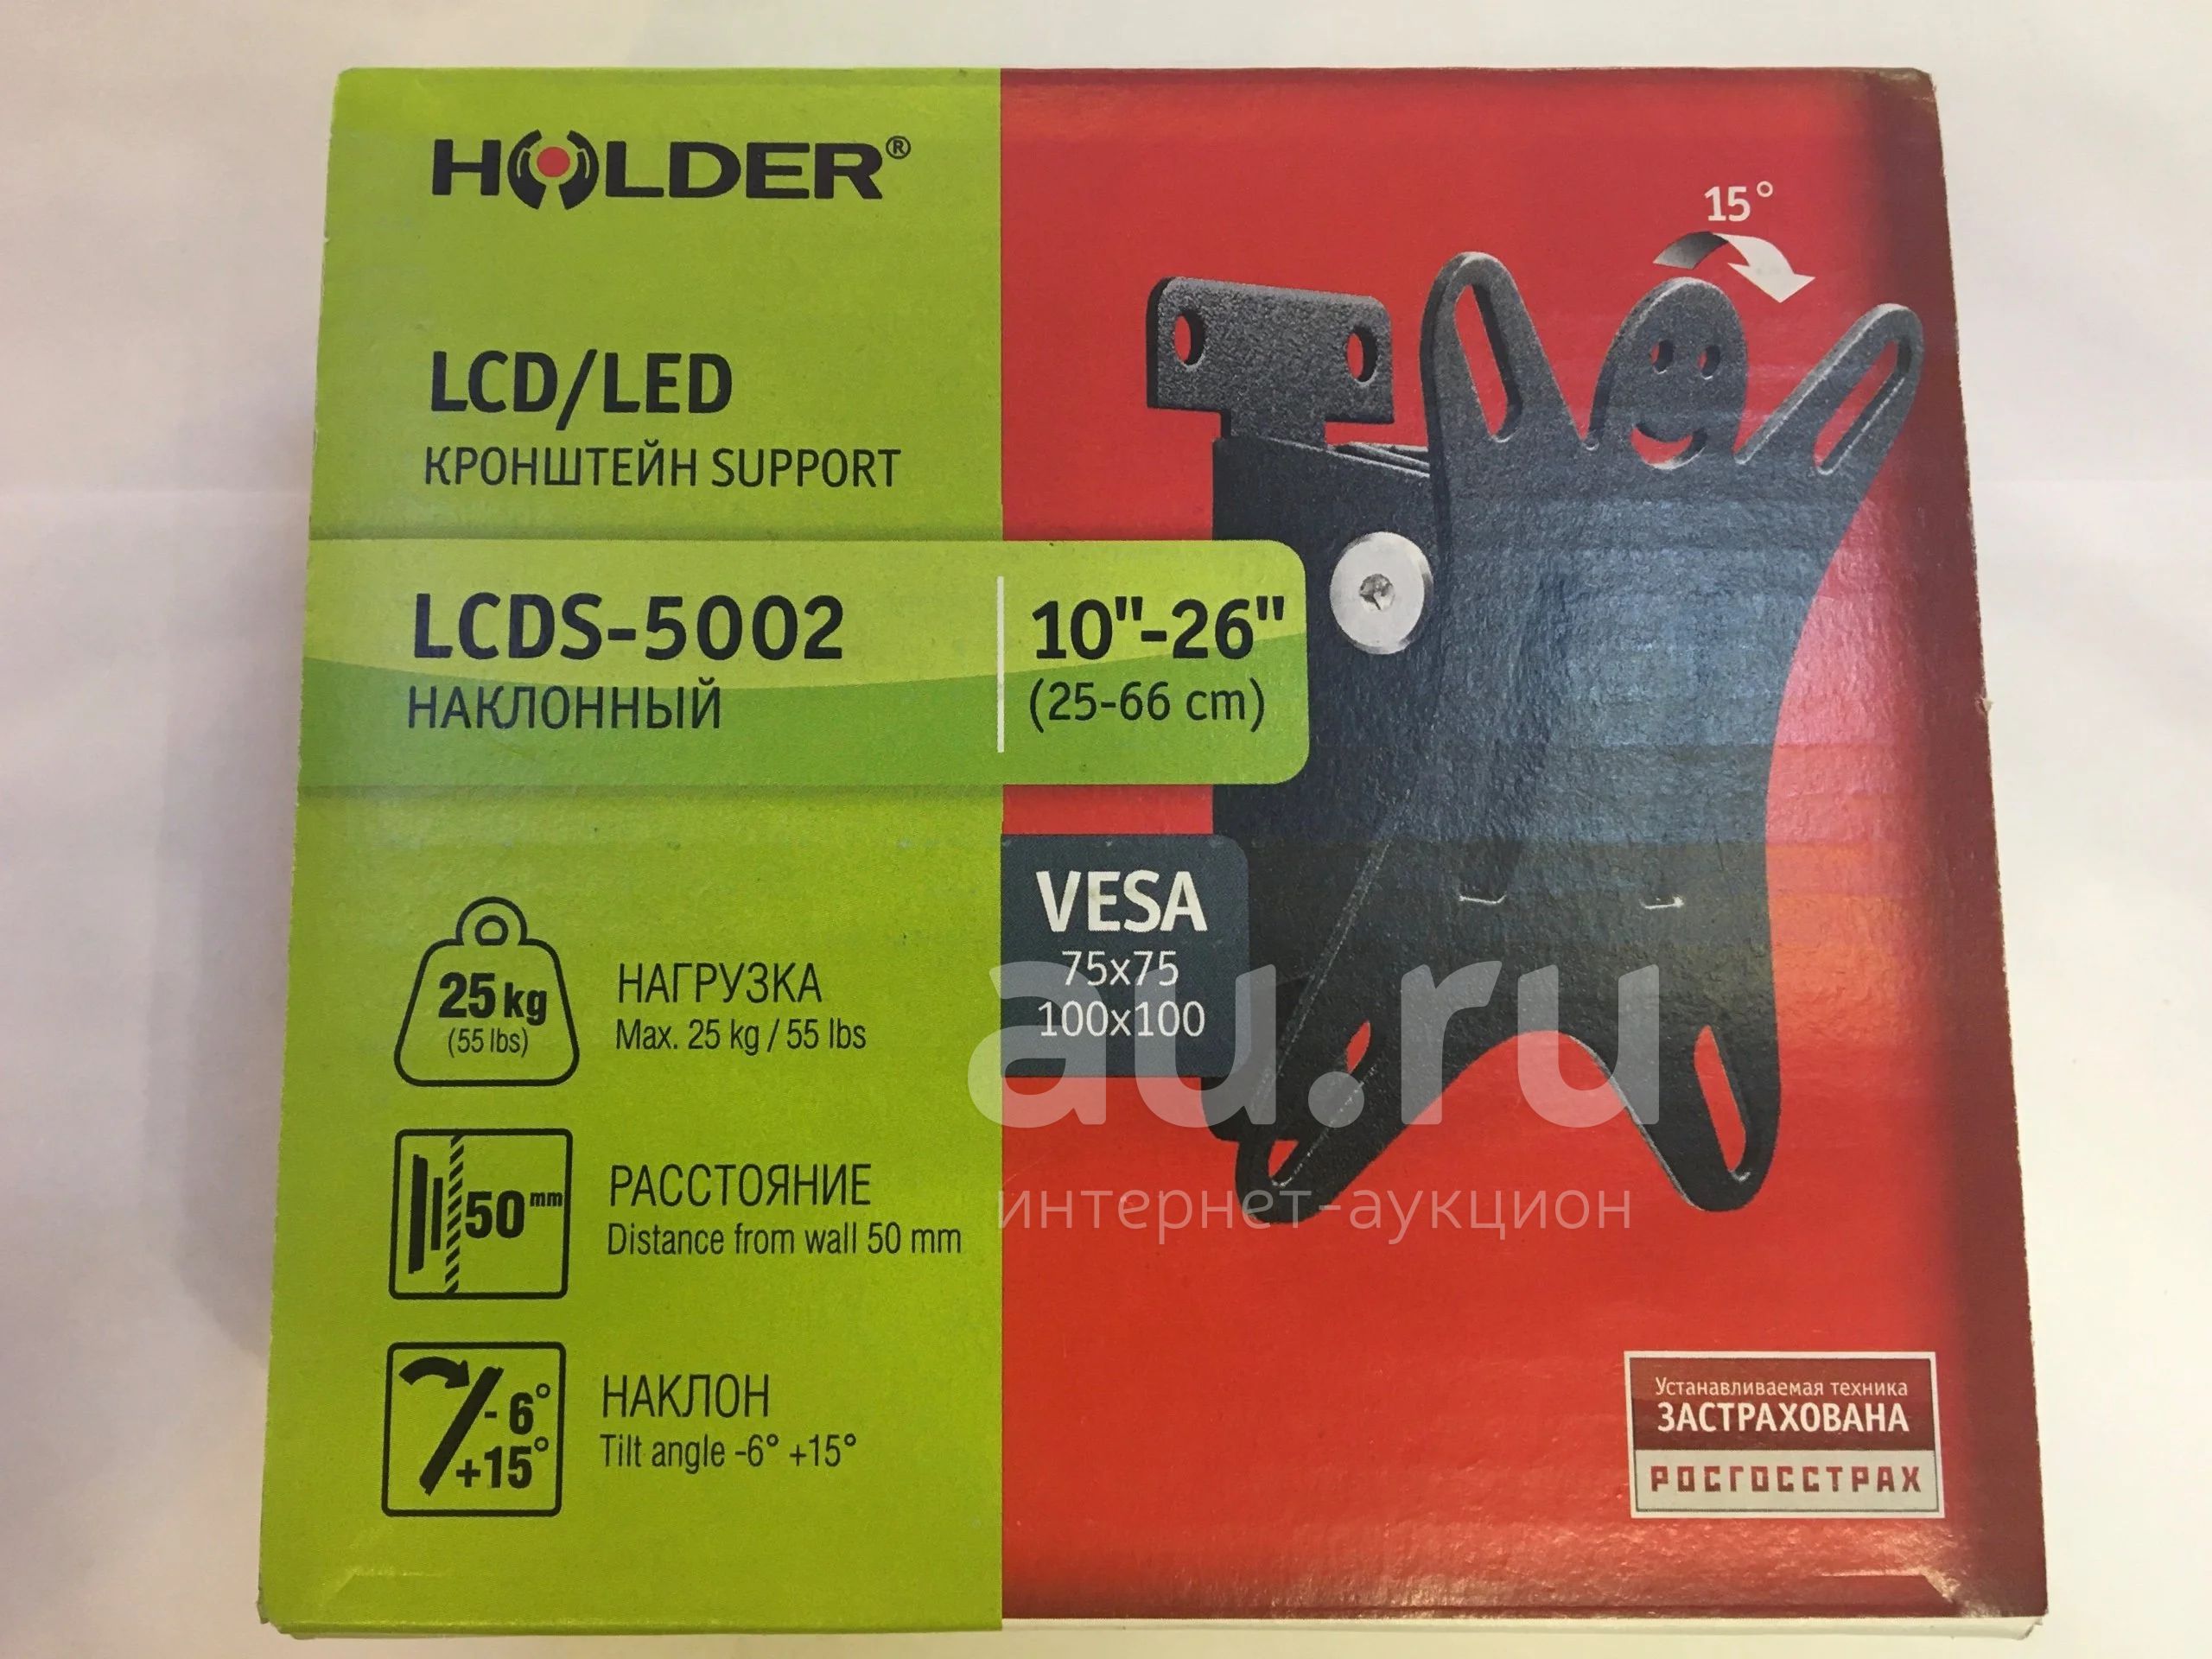 HOLDER®
LCD/LED
КРОНШТЕЙН SUPPORT
LCDS-5002
НАКЛОННЫЙ
10"-26"
(25-66 cm)
15°
VESA
75x75
100x100
25 kg
(55 lbs)
НАГРУЗКА
Max. 25 kg / 55 lbs
50 mm
РАССТОЯНИЕ
Distance from wall 50 mm
- 6°
+15°
НАКЛОН
Tilt angle -6° +15°
au.ru
интернет-аукцион
Устанавливаемая техника
ЗАСТРАХОВАНА
РОСГОССТРАХ